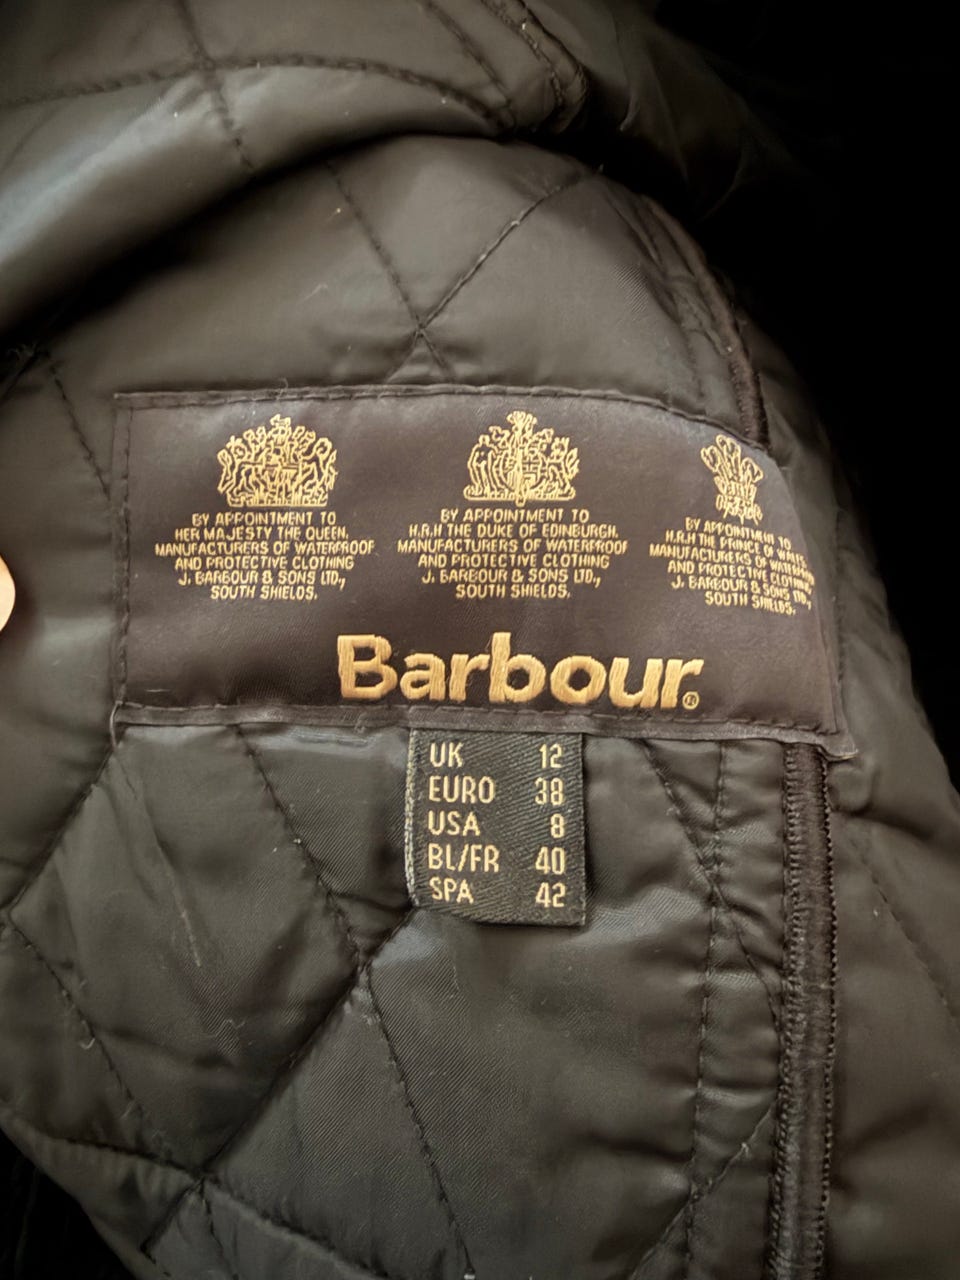 BY APPOINTMENT TO
HER MAJESTY THE QUEEN.
MANUFACTURERS OF WATERPROOF
AND PROTECTIVE CLOTHING
J. BARBOUR & SONS LTD.,
SOUTH SHIELDS.
BY APPOINTMENT TO
H.R.H THE DUKE OF EDINBURGH.
MANUFACTURERS OF WATERPROOF
AND PROTECTIVE CLOTHING
J. BARBOUR & SONS LTD.,
SOUTH SHIELDS.
BY APPOINTMENT TO
H.R.H THE PRINCE OF WALES
MANUFACTURERS OF WATERPROOF
AND PROTECTIVE CLOTHING
J. BARBOUR & SONS LTD.,
SOUTH SHIELDS.
Barbour®
UK 12
EURO 38
USA 8
BL/FR 40
SPA 42